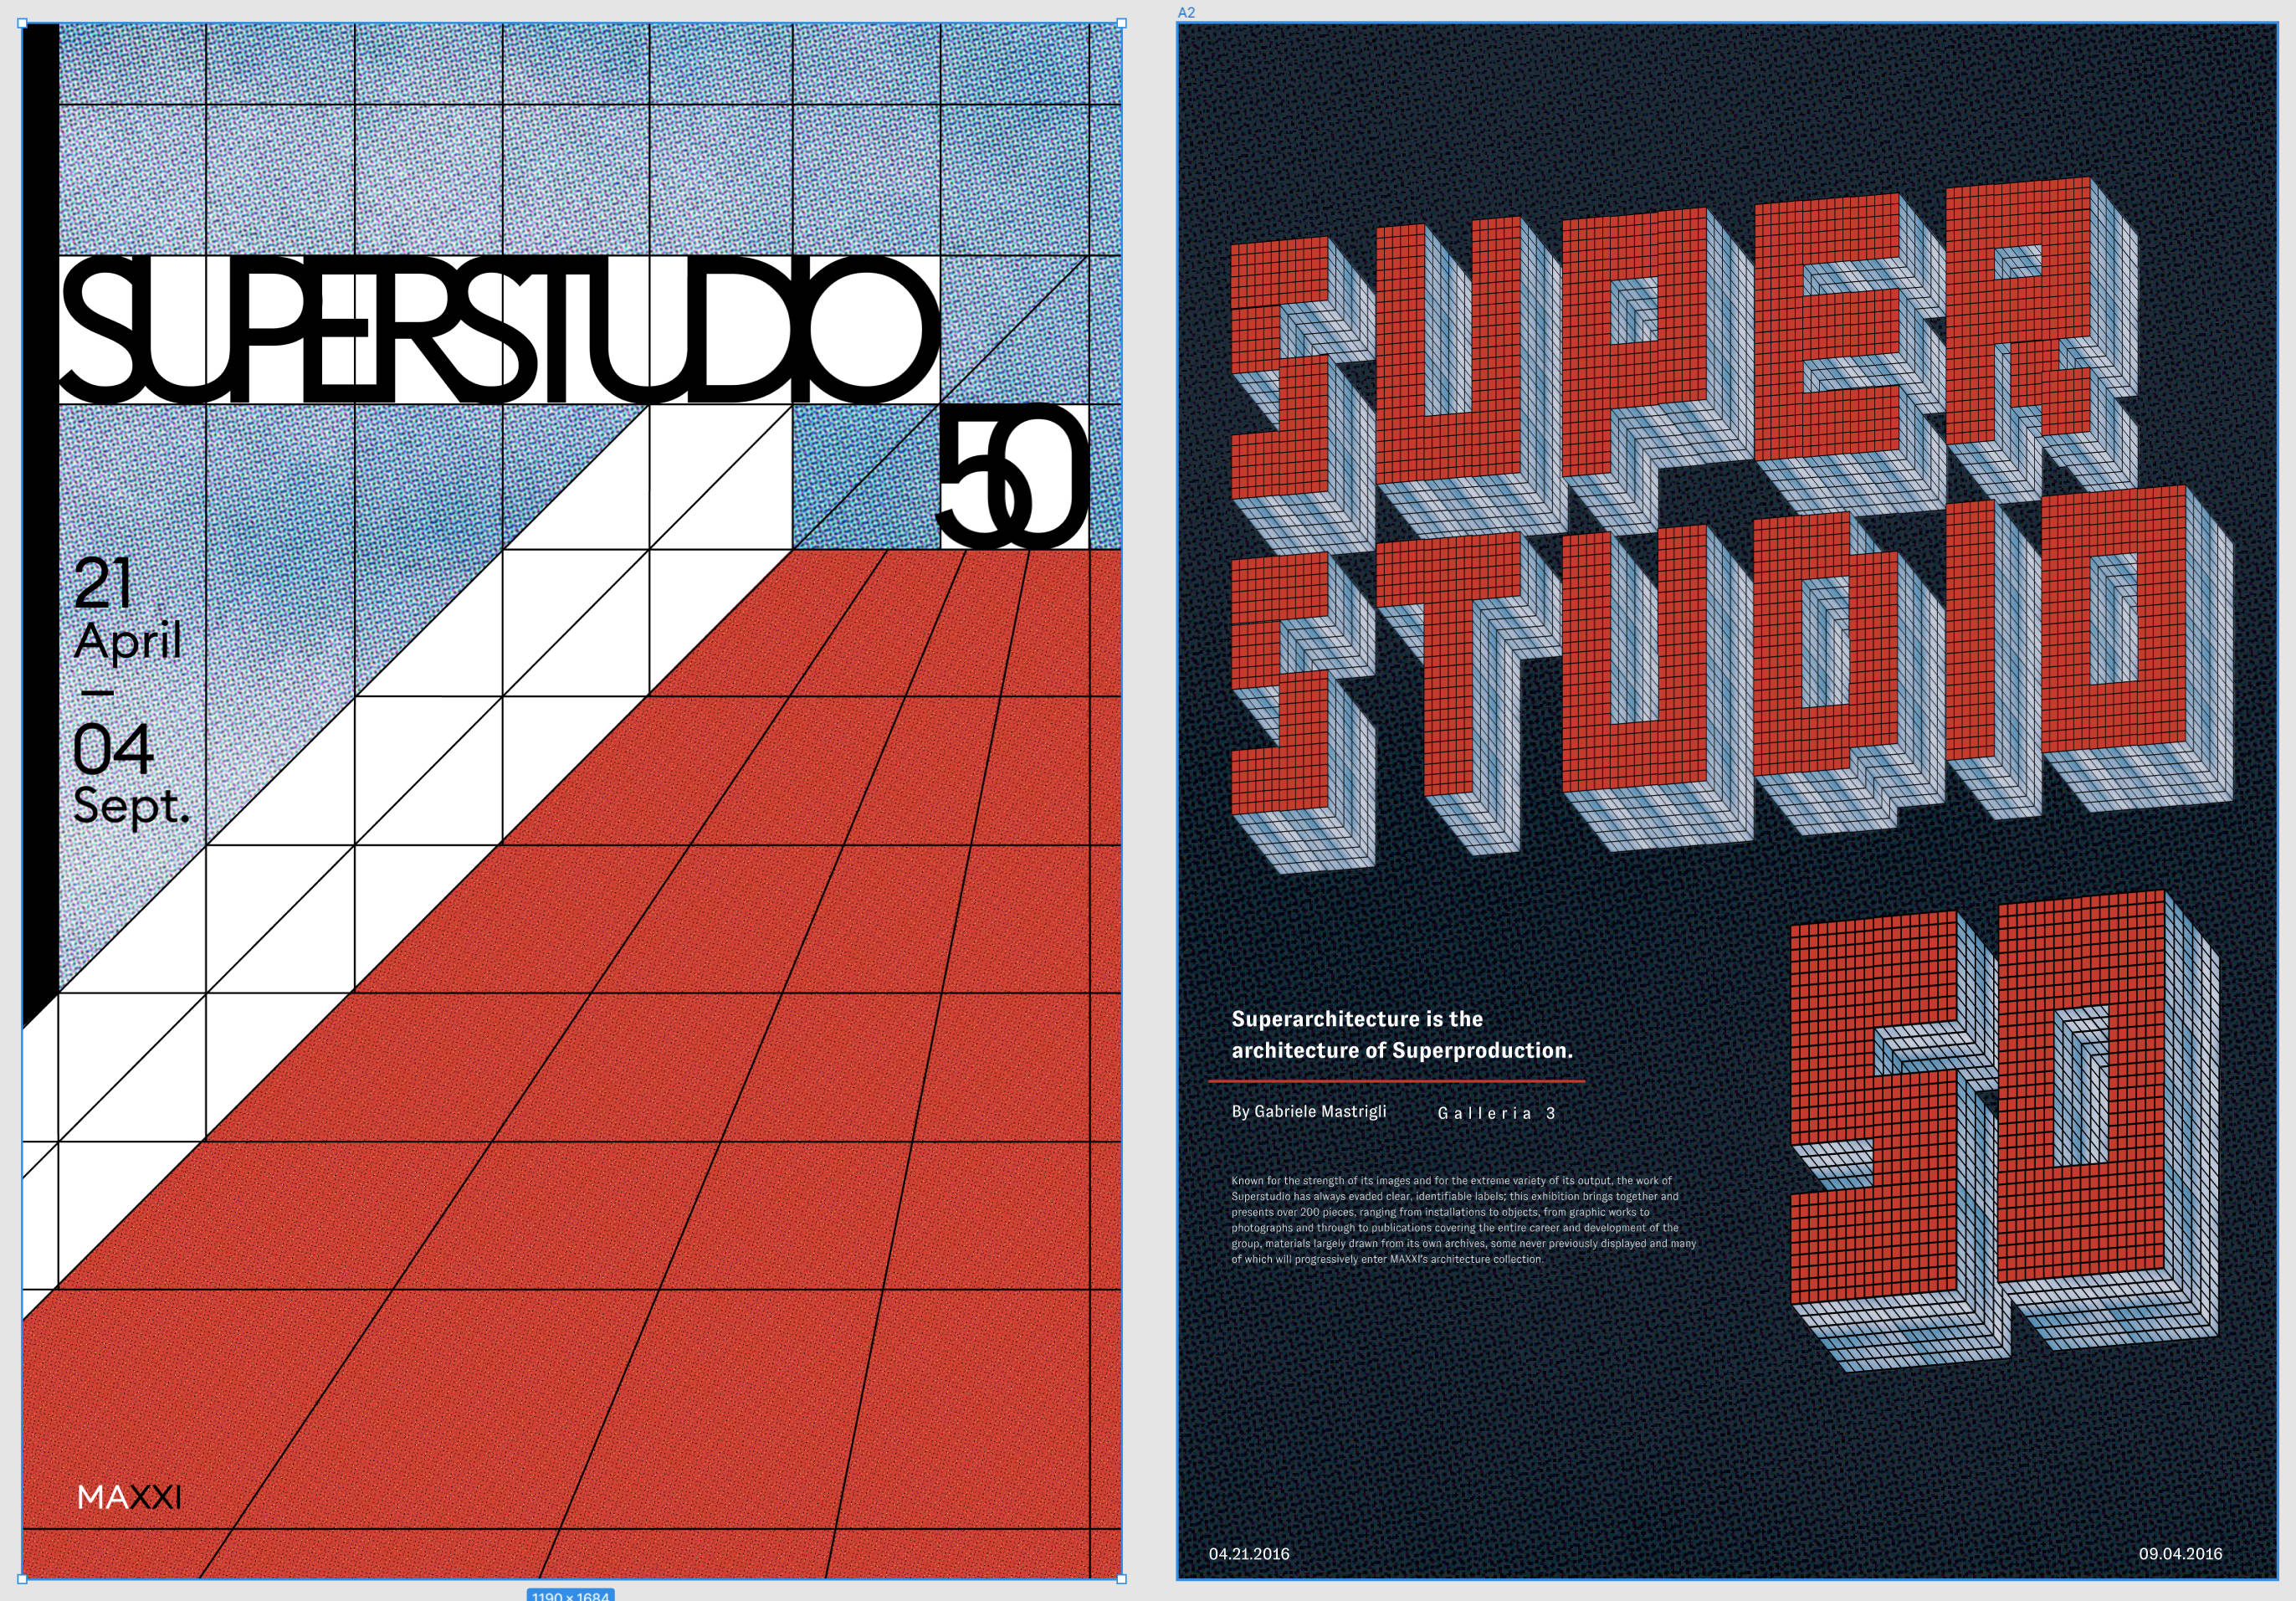 SUPERSTUDIO
50
21
April
–
04
Sept.
MAXXI
1190 × 1684
A2
SUPER
STUDIO
50
Superarchitecture is the
architecture of Superproduction.
By Gabriele Mastrigli
Galleria 3
Known for the strength of its images and for the extreme variety of its output, the work of
Superstudio has always evaded clear, identifiable labels; this exhibition brings together and
presents over 200 pieces, ranging from installations to objects, from graphic works to
photographs and through to publications covering the entire career and development of the
group, materials largely drawn from its own archives, some never previously displayed and many
of which will progressively enter MAXXI's architecture collection.
04.21.2016
09.04.2016